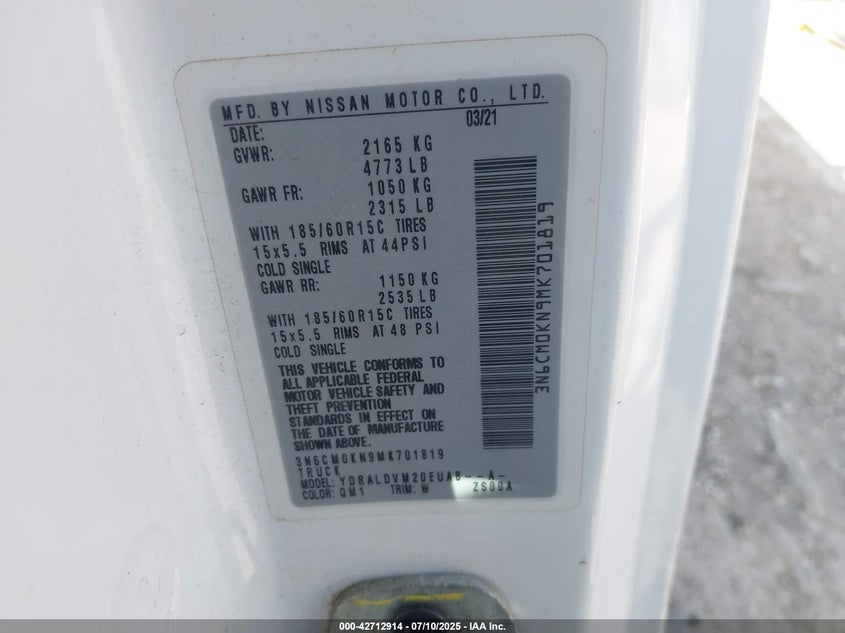 MFD. BY NISSAN MOTOR CO., LTD.
DATE: 03/21
GVWR: 2165 KG
4773 LB
GAWR FR: 1050 KG
2315 LB
WITH 185/60R15C TIRES
15x5.5 RIMS AT 44PSI
COLD SINGLE
GAWR RR: 1150 KG
2535 LB
WITH 185/60R15C TIRES
15x5.5 RIMS AT 48 PSI
COLD SINGLE
THIS VEHICLE CONFORMS TO
ALL APPLICABLE FEDERAL
MOTOR VEHICLE SAFETY AND
THEFT PREVENTION
STANDARDS IN EFFECT ON
THE DATE OF MANUFACTURE
SHOWN ABOVE.
3N6CM0KN9MK701819
TRUCK
MODEL: YDRALDVM20EUAB--A-
COLOR: QM1 TRIM: W ZS00A
3N6CM0KN9MK701819
000-42712914 - 07/10/2025 - IAA Inc.